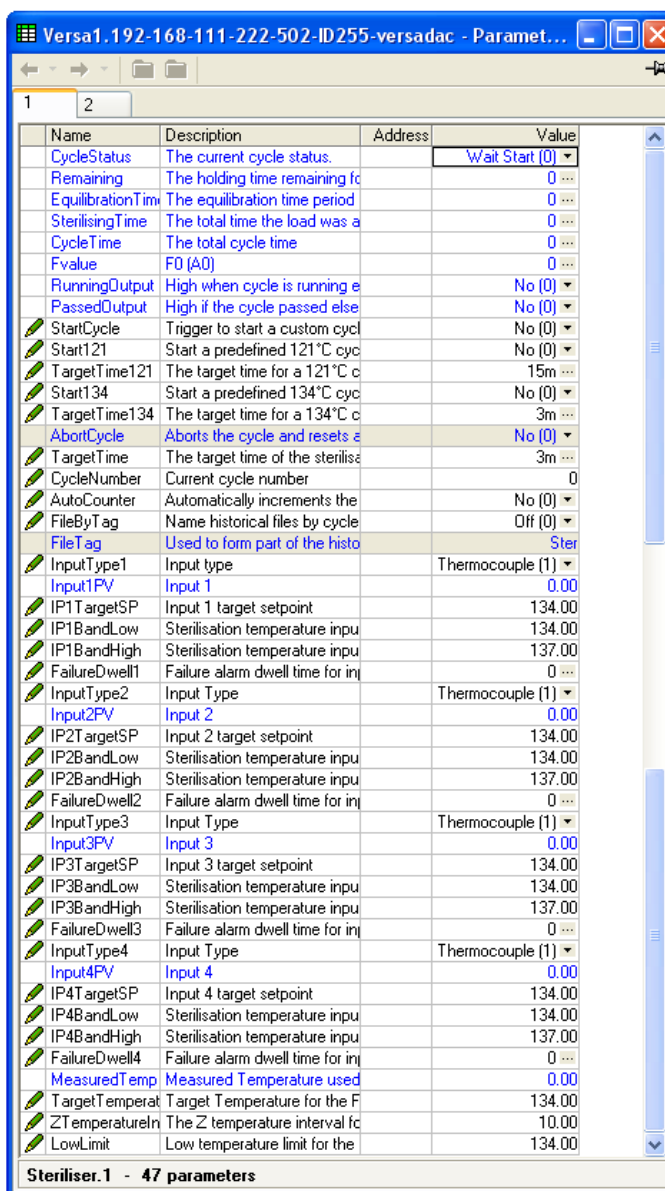 Versa1.192-168-111-222-502-ID255-versadac - Paramet...
1 2
Name Description Address Value
CycleStatus The current cycle status. Wait Start (0)
Remaining The holding time remaining fo 0 ...
EquilibrationTim The equilibration time period 0 ...
SterilisingTime The total time the load was a 0 ...
CycleTime The total cycle time 0 ...
Fvalue F0 (A0) 0 ...
RunningOutput High when cycle is running e No (0)
PassedOutput High if the cycle passed else No (0)
StartCycle Trigger to start a custom cycl No (0)
Start121 Start a predefined 121°C cyc No (0)
TargetTime121 The target time for a 121°C c 15m ...
Start134 Start a predefined 134°C cyc No (0)
TargetTime134 The target time for a 134°C c 3m ...
AbortCycle Aborts the cycle and resets a No (0)
TargetTime The target time of the sterilisa 3m ...
CycleNumber Current cycle number 0
AutoCounter Automatically increments the No (0)
FileByTag Name historical files by cycle Off (0)
FileTag Used to form part of the histo Ster
InputType1 Input type Thermocouple (1)
Input1PV Input 1 0.00
IP1TargetSP Input 1 target setpoint 134.00
IP1BandLow Sterilisation temperature inpu 134.00
IP1BandHigh Sterilisation temperature inpu 137.00
FailureDwell1 Failure alarm dwell time for inp 0 ...
InputType2 Input Type Thermocouple (1)
Input2PV Input 2 0.00
IP2TargetSP Input 2 target setpoint 134.00
IP2BandLow Sterilisation temperature inpu 134.00
IP2BandHigh Sterilisation temperature inpu 137.00
FailureDwell2 Failure alarm dwell time for inp 0 ...
InputType3 Input Type Thermocouple (1)
Input3PV Input 3 0.00
IP3TargetSP Input 3 target setpoint 134.00
IP3BandLow Sterilisation temperature inpu 134.00
IP3BandHigh Sterilisation temperature inpu 137.00
FailureDwell3 Failure alarm dwell time for inp 0 ...
InputType4 Input Type Thermocouple (1)
Input4PV Input 4 0.00
IP4TargetSP Input 4 target setpoint 134.00
IP4BandLow Sterilisation temperature inpu 134.00
IP4BandHigh Sterilisation temperature inpu 137.00
FailureDwell4 Failure alarm dwell time for inp 0 ...
MeasuredTemp Measured Temperature used 0.00
TargetTemperat Target Temperature for the F 134.00
ZTemperatureIn The Z temperature interval fo 10.00
LowLimit Low temperature limit for the 134.00
Steriliser.1 - 47 parameters